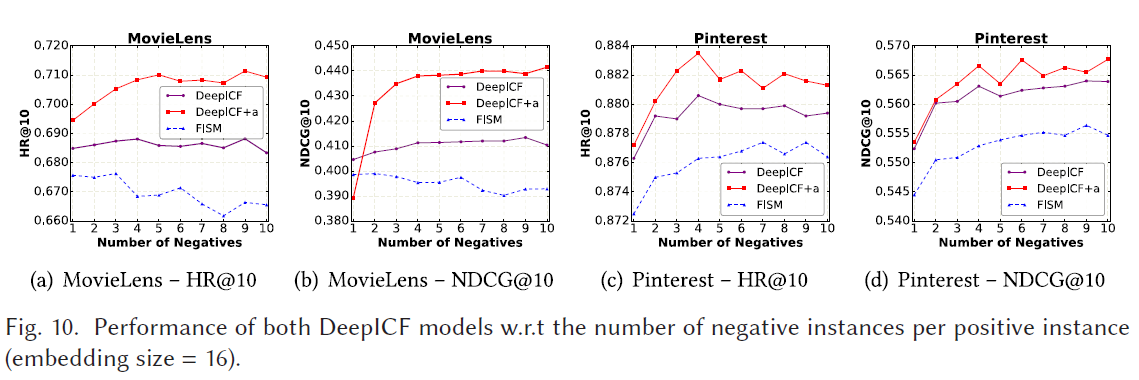 MovieLens
HR@10
0.720
0.710
0.700
0.690
0.680
0.670
0.660
DeepICF
DeepICF+a
FISM
1 2 3 4 5 6 7 8 9 10
Number of Negatives
(a) MovieLens – HR@10
MovieLens
NDCG@10
0.450
0.440
0.430
0.420
0.410
0.400
0.390
0.380
DeepICF
DeepICF+a
FISM
1 2 3 4 5 6 7 8 9 10
Number of Negatives
(b) MovieLens – NDCG@10
Pinterest
HR@10
0.884
0.882
0.880
0.878
0.876
0.874
0.872
DeepICF
DeepICF+a
FISM
1 2 3 4 5 6 7 8 9 10
Number of Negatives
(c) Pinterest – HR@10
Pinterest
NDCG@10
0.570
0.565
0.560
0.555
0.550
0.545
0.540
DeepICF
DeepICF+a
FISM
1 2 3 4 5 6 7 8 9 10
Number of Negatives
(d) Pinterest – NDCG@10
Fig. 10. Performance of both DeepICF models w.r.t the number of negative instances per positive instance
(embedding size = 16).